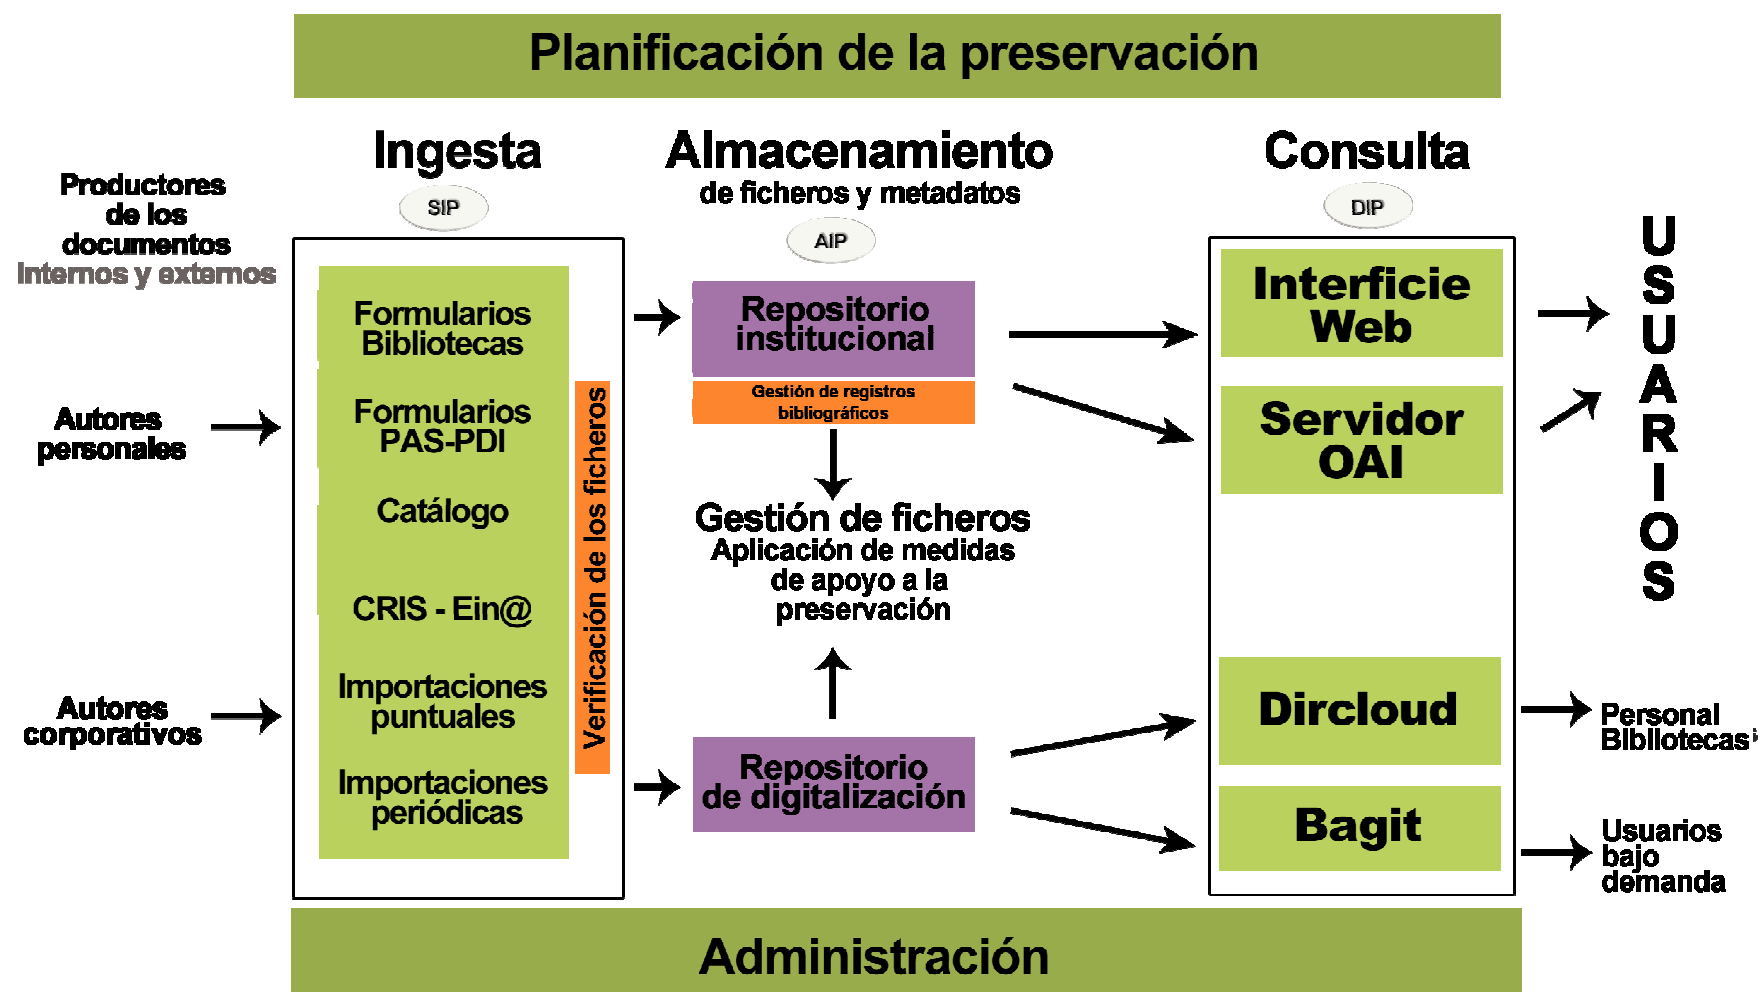 Planificación de la preservación
Productores
de los
documentos
Internos y externos
Autores
personales
Autores
corporativos
Ingesta
SIP
Formularios
Bibliotecas
Formularios
PAS-PDI
Catálogo
CRIS - Ein@
Importaciones
puntuales
Importaciones
periódicas
Verificación de los ficheros
Almacenamiento
de ficheros y metadatos
AIP
Repositorio
institucional
Gestión de registros
bibliográficos
Gestión de ficheros
Aplicación de medidas
de apoyo a la
preservación
Repositorio
de digitalización
Consulta
DIP
Interficie
Web
Servidor
OAI
Dircloud
Bagit
USUARIOS
Personal
Bibliotecas
Usuarios
bajo
demanda
Administración